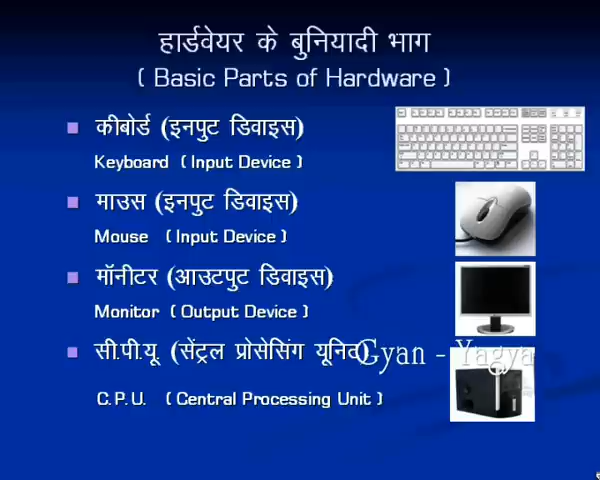 हार्डवेयर के बुनियादी भाग
( Basic Parts of Hardware )
कीबोर्ड (इनपुट डिवाइस)
Keyboard ( Input Device )
माउस (इनपुट डिवाइस)
Mouse ( Input Device )
मॉनीटर (आउटपुट डिवाइस)
Monitor ( Output Device )
सी.पी.यू. (सेंट्रल प्रोसेसिंग यूनिट)
Gyan - Yagya
C. P. U. ( Central Processing Unit )